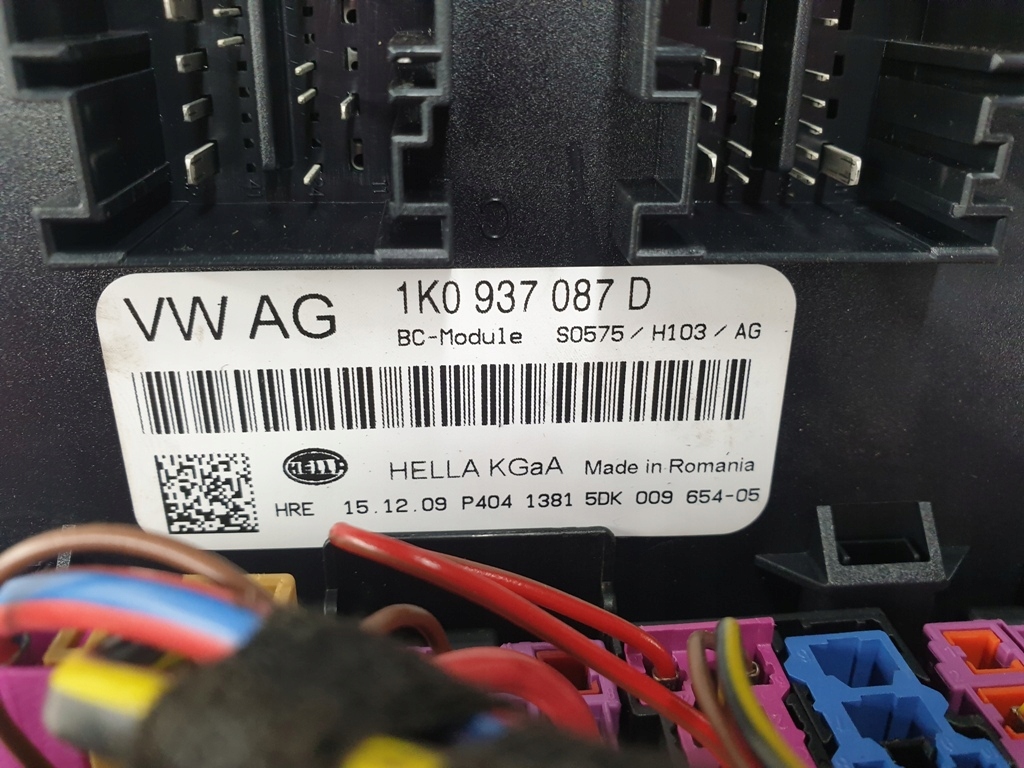 VW AG 1K0 937 087 D
BC-Module S0575 / H103 / AG
HELLA HELLA KGaA Made in Romania
HRE 15.12.09 P404 1381 5DK 009 654-05